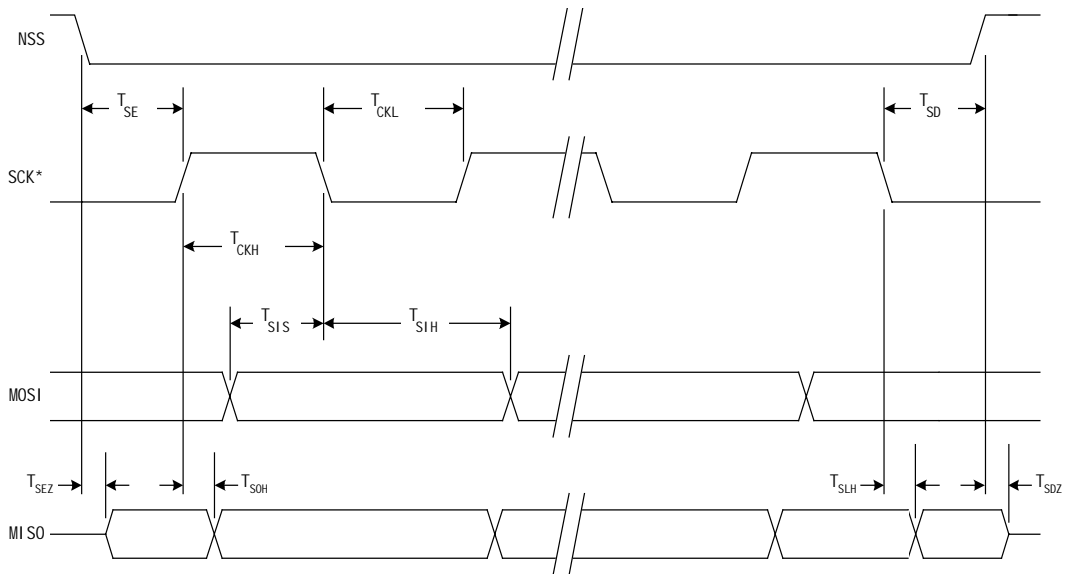 NSS
T_SE
T_CKL
T_SD
SCK*
T_CKH
T_SIS
T_SIH
MOSI
T_SEZ
T_SOH
T_SLH
T_SDZ
MISO